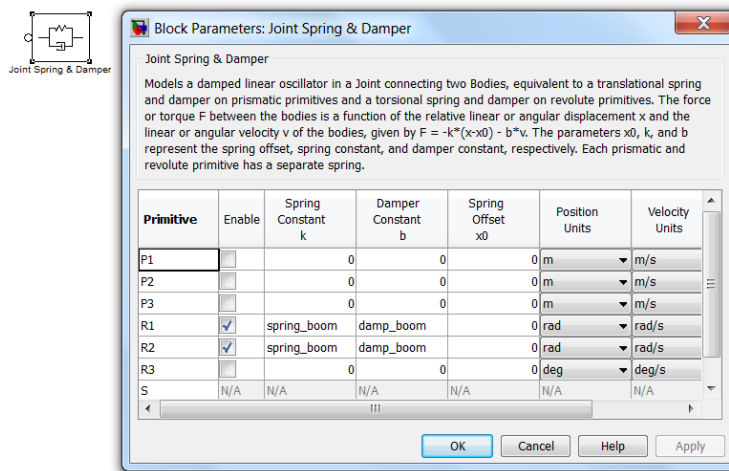 Joint Spring & Damper
Block Parameters: Joint Spring & Damper
Joint Spring & Damper
Models a damped linear oscillator in a Joint connecting two Bodies, equivalent to a translational spring
and damper on prismatic primitives and a torsional spring and damper on revolute primitives. The force
or torque F between the bodies is a function of the relative linear or angular displacement x and the
linear or angular velocity v of the bodies, given by F = -k*(x-x0) - b*v. The parameters x0, k, and b
represent the spring offset, spring constant, and damper constant, respectively. Each prismatic and
revolute primitive has a separate spring.
Primitive Enable Spring Constant k Damper Constant b Spring Offset x0 Position Units Velocity Units
P1 0 0 0 m m/s
P2 0 0 0 m m/s
P3 0 0 0 m m/s
R1 spring_boom damp_boom 0 rad rad/s
R2 spring_boom damp_boom 0 rad rad/s
R3 0 0 0 deg deg/s
S N/A N/A N/A N/A N/A N/A
OK Cancel Help Apply